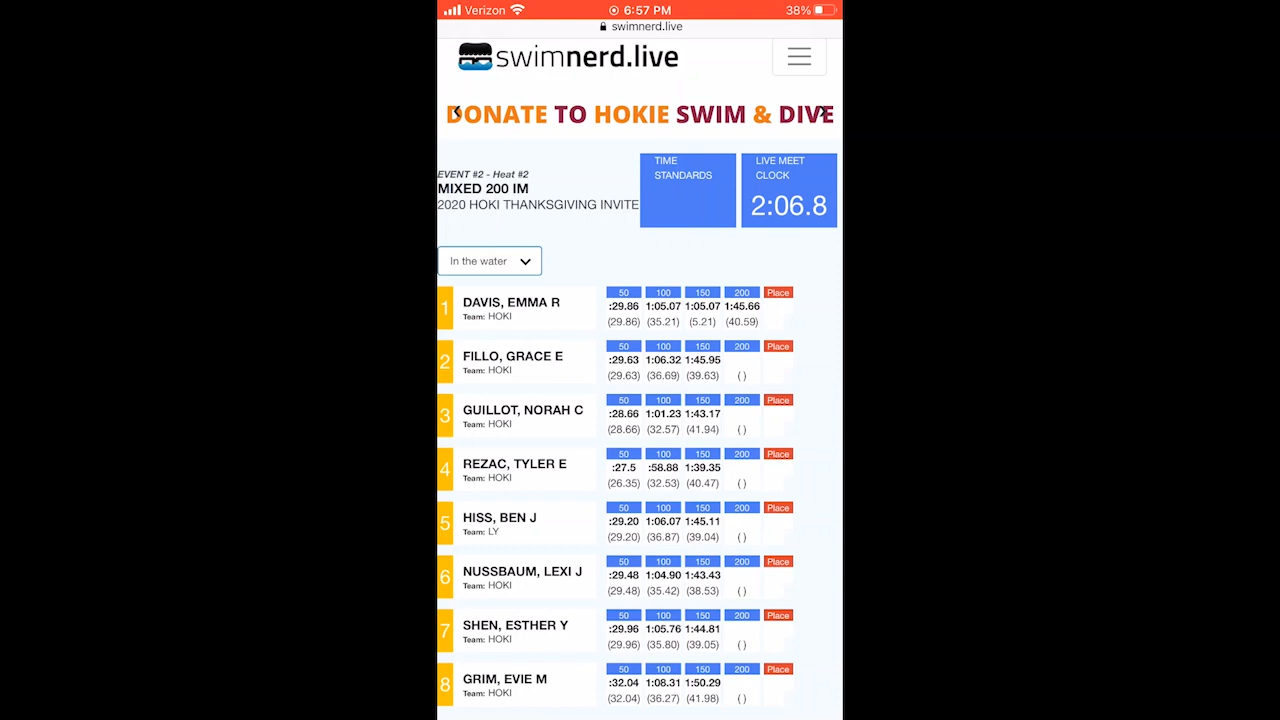 Verizon 6:57 PM 38%
swimnerd.live
swimnerd.live
DONATE TO HOKIE SWIM & DIVE
EVENT #2 - Heat #2
MIXED 200 IM
2020 HOKI THANKSGIVING INVITE
TIME
STANDARDS
LIVE MEET
CLOCK
2:06.8
In the water
1
DAVIS, EMMA R
Team: HOKI
50 100 150 200 Place
:29.86 1:05.07 1:05.07 1:45.66
(29.86) (35.21) (5.21) (40.59)
2
FILLO, GRACE E
Team: HOKI
50 100 150 200 Place
:29.63 1:06.32 1:45.95
(29.63) (36.69) (39.63) ( )
3
GUILLOT, NORAH C
Team: HOKI
50 100 150 200 Place
:28.66 1:01.23 1:43.17
(28.66) (32.57) (41.94) ( )
4
REZAC, TYLER E
Team: HOKI
50 100 150 200 Place
:27.5 :58.88 1:39.35
(26.35) (32.53) (40.47) ( )
5
HISS, BEN J
Team: LY
50 100 150 200 Place
:29.20 1:06.07 1:45.11
(29.20) (36.87) (39.04) ( )
6
NUSSBAUM, LEXI J
Team: HOKI
50 100 150 200 Place
:29.48 1:04.90 1:43.43
(29.48) (35.42) (38.53) ( )
7
SHEN, ESTHER Y
Team: HOKI
50 100 150 200 Place
:29.96 1:05.76 1:44.81
(29.96) (35.80) (39.05) ( )
8
GRIM, EVIE M
Team: HOKI
50 100 150 200 Place
:32.04 1:08.31 1:50.29
(32.04) (36.27) (41.98) ( )